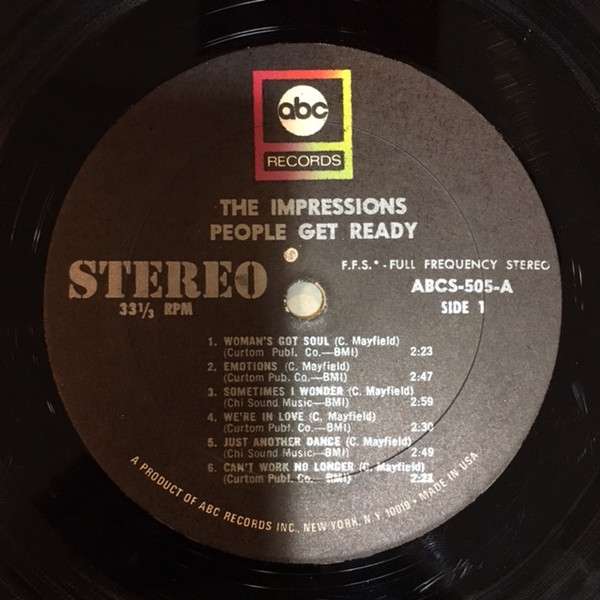 abc
RECORDS
THE IMPRESSIONS
PEOPLE GET READY
STEREO
33⅓ RPM
F.F.S.* - FULL FREQUENCY STEREO
ABCS-505-A
SIDE 1
1. WOMAN'S GOT SOUL (C. Mayfield)
(Curtom Publ. Co.—BMI) 2:23
2. EMOTIONS (C. Mayfield)
(Curtom Pub. Co.—BMI) 2:47
3. SOMETIMES I WONDER (C. Mayfield)
(Chi Sound Music—BMI) 2:59
4. WE'RE IN LOVE (C. Mayfield)
(Curtom Publ. Co.—BMI) 2:30
5. JUST ANOTHER DANCE (C. Mayfield)
(Chi Sound Music—BMI) 2:49
6. CAN'T WORK NO LONGER (C. Mayfield)
(Curtom Publ. Co.—BMI)
A PRODUCT OF ABC RECORDS INC., NEW YORK, N.Y. 10019 • MADE IN USA